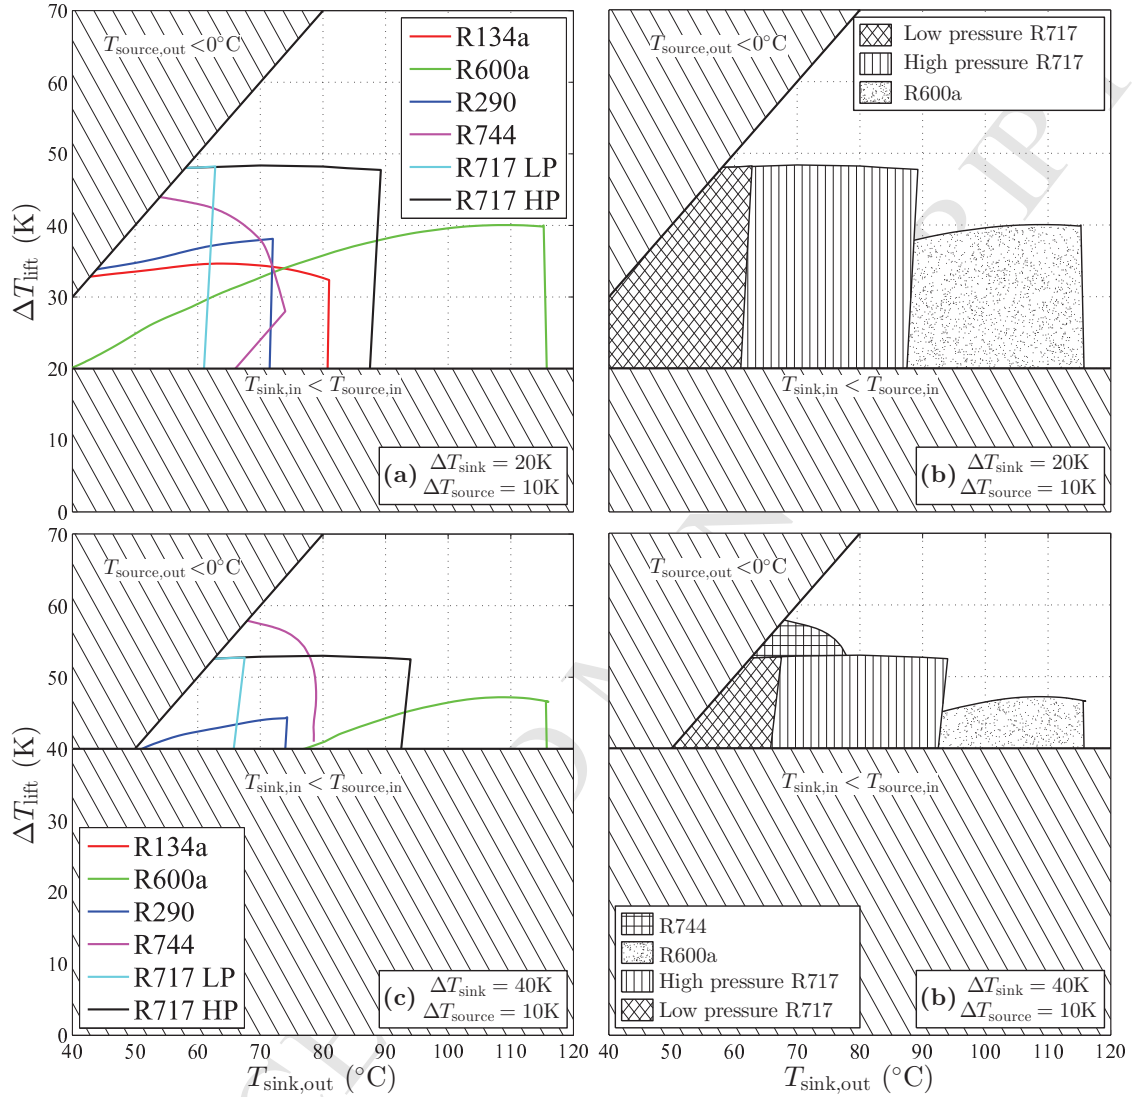 70
60
50
40
30
20
10
0
ΔT_lift (K)
T_source,out <0°C
R134a
R600a
R290
R744
R717 LP
R717 HP
T_sink,in < T_source,in
(a) ΔT_sink = 20K
ΔT_source = 10K
T_source,out <0°C
Low pressure R717
High pressure R717
R600a
T_sink,in < T_source,in
(b) ΔT_sink = 20K
ΔT_source = 10K
70
60
50
40
30
20
10
0
ΔT_lift (K)
T_source,out <0°C
T_sink,in < T_source,in
R134a
R600a
R290
R744
R717 LP
R717 HP
(c) ΔT_sink = 40K
ΔT_source = 10K
40 50 60 70 80 90 100 110 120
T_sink,out (°C)
T_source,out <0°C
T_sink,in < T_source,in
R744
R600a
High pressure R717
Low pressure R717
(b) ΔT_sink = 40K
ΔT_source = 10K
40 50 60 70 80 90 100 110 120
T_sink,out (°C)